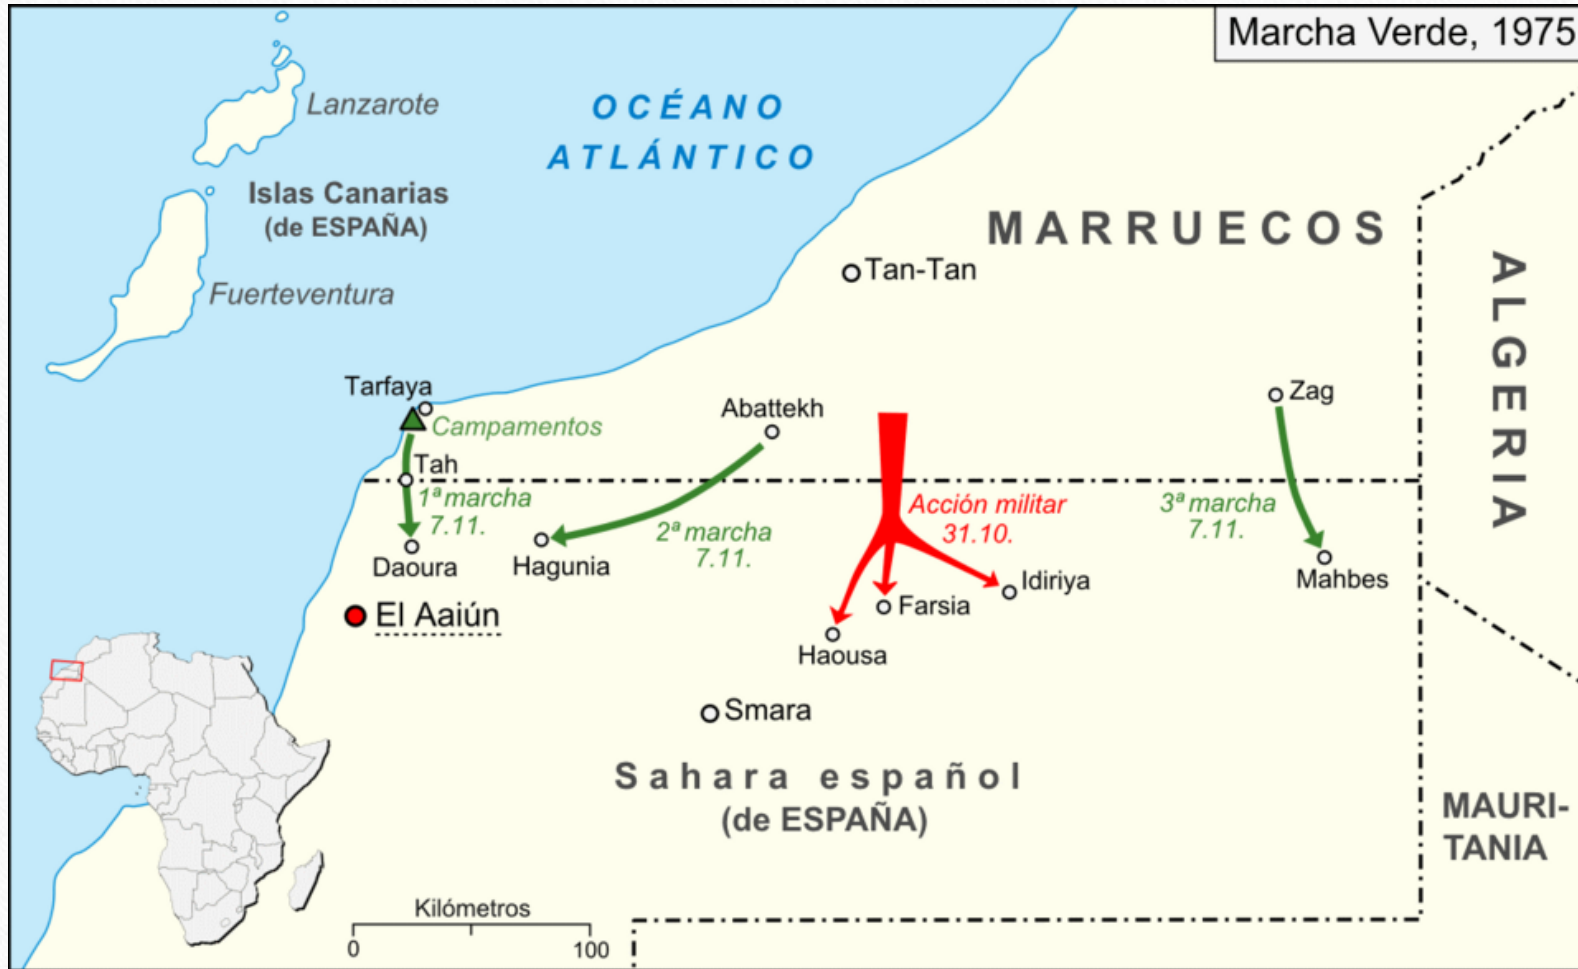 Marcha Verde, 1975
Lanzarote
OCÉANO
ATLÁNTICO
Islas Canarias
(de ESPAÑA)
MARRUECOS
Fuerteventura
Tan-Tan
ALGERIA
Tarfaya
Campamentos
Abattekh
Zag
Tah
1ª marcha
7.11.
2ª marcha
7.11.
Acción militar
31.10.
3ª marcha
7.11.
Daoura
Hagunia
Idiriya
Mahbes
Farsia
El Aaiún
Haousa
Smara
Sahara español
(de ESPAÑA)
MAURI-
TANIA
Kilómetros
0 100